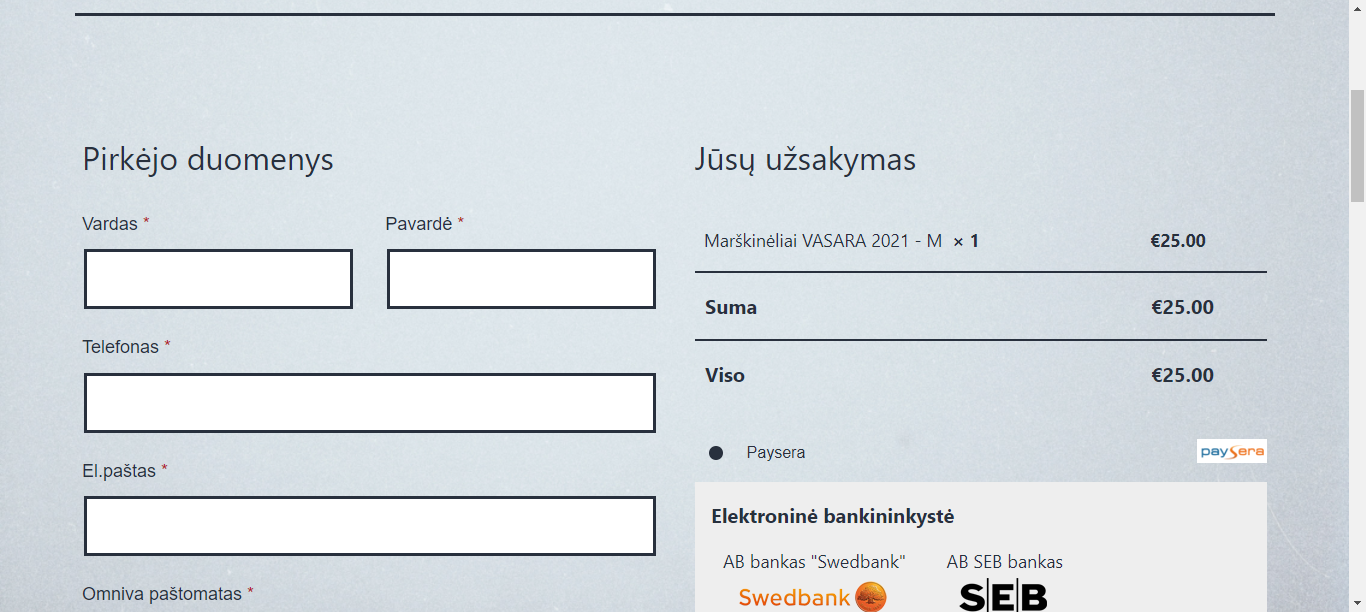 Pirkėjo duomenys
Vardas *
Pavardė *
Telefonas *
El.paštas *
Omniva paštomatas *
Jūsų užsakymas
Marškinėliai VASARA 2021 - M × 1 €25.00
Suma €25.00
Viso €25.00
Paysera paysera
Elektroninė bankininkystė
AB bankas "Swedbank" AB SEB bankas
Swedbank SEB